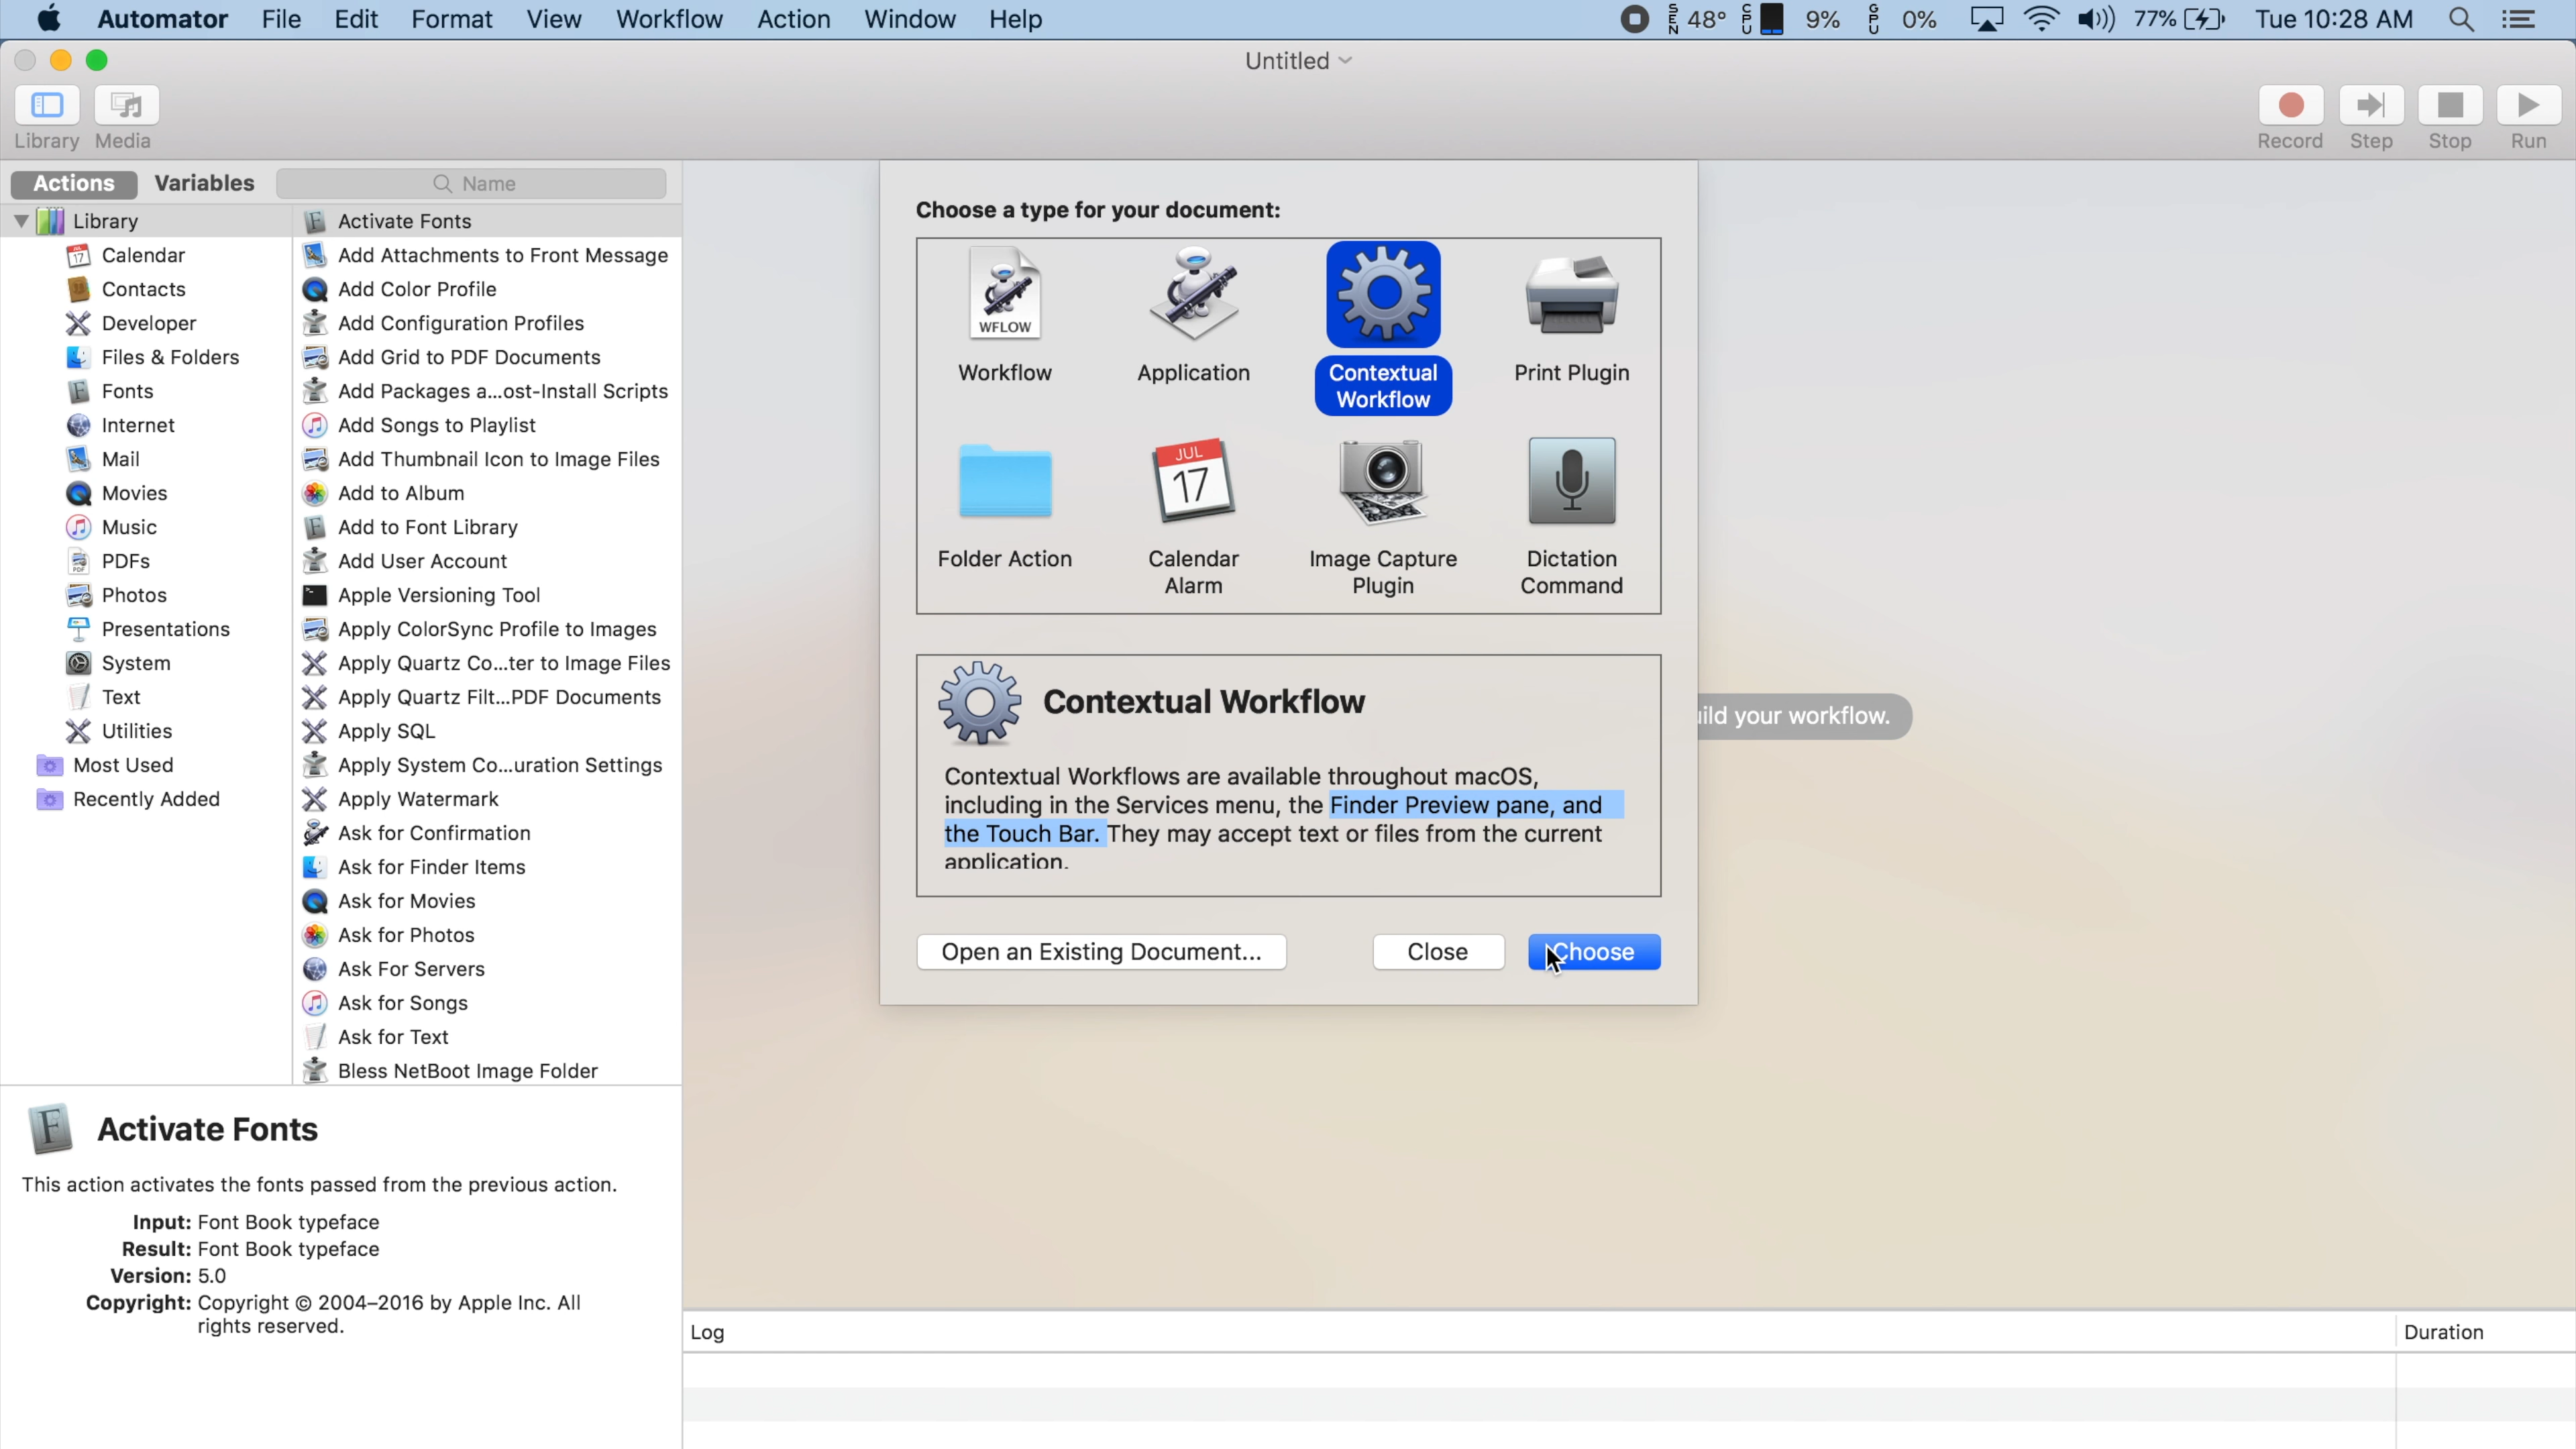 Automator File Edit Format View Workflow Action Window Help SEN 48° CPU 9% GPU 0% 77% Tue 10:28 AM
Untitled
Library Media Record Step Stop Run
Actions Variables Name
Library
Calendar
Contacts
Developer
Files & Folders
Fonts
Internet
Mail
Movies
Music
PDFs
Photos
Presentations
System
Text
Utilities
Most Used
Recently Added
Activate Fonts
Add Attachments to Front Message
Add Color Profile
Add Configuration Profiles
Add Grid to PDF Documents
Add Packages a...ost-Install Scripts
Add Songs to Playlist
Add Thumbnail Icon to Image Files
Add to Album
Add to Font Library
Add User Account
Apple Versioning Tool
Apply ColorSync Profile to Images
Apply Quartz Co...ter to Image Files
Apply Quartz Filt...PDF Documents
Apply SQL
Apply System Co...uration Settings
Apply Watermark
Ask for Confirmation
Ask for Finder Items
Ask for Movies
Ask for Photos
Ask For Servers
Ask for Songs
Ask for Text
Bless NetBoot Image Folder
Activate Fonts
This action activates the fonts passed from the previous action.
Input: Font Book typeface
Result: Font Book typeface
Version: 5.0
Copyright: Copyright © 2004–2016 by Apple Inc. All
rights reserved.
Choose a type for your document:
WFLOW
Workflow Application Contextual Print Plugin
Workflow
JUL
17
Folder Action Calendar Image Capture Dictation
Alarm Plugin Command
Contextual Workflow
Contextual Workflows are available throughout macOS,
including in the Services menu, the Finder Preview pane, and
the Touch Bar. They may accept text or files from the current
application.
Open an Existing Document... Close Choose
ild your workflow.
Log Duration